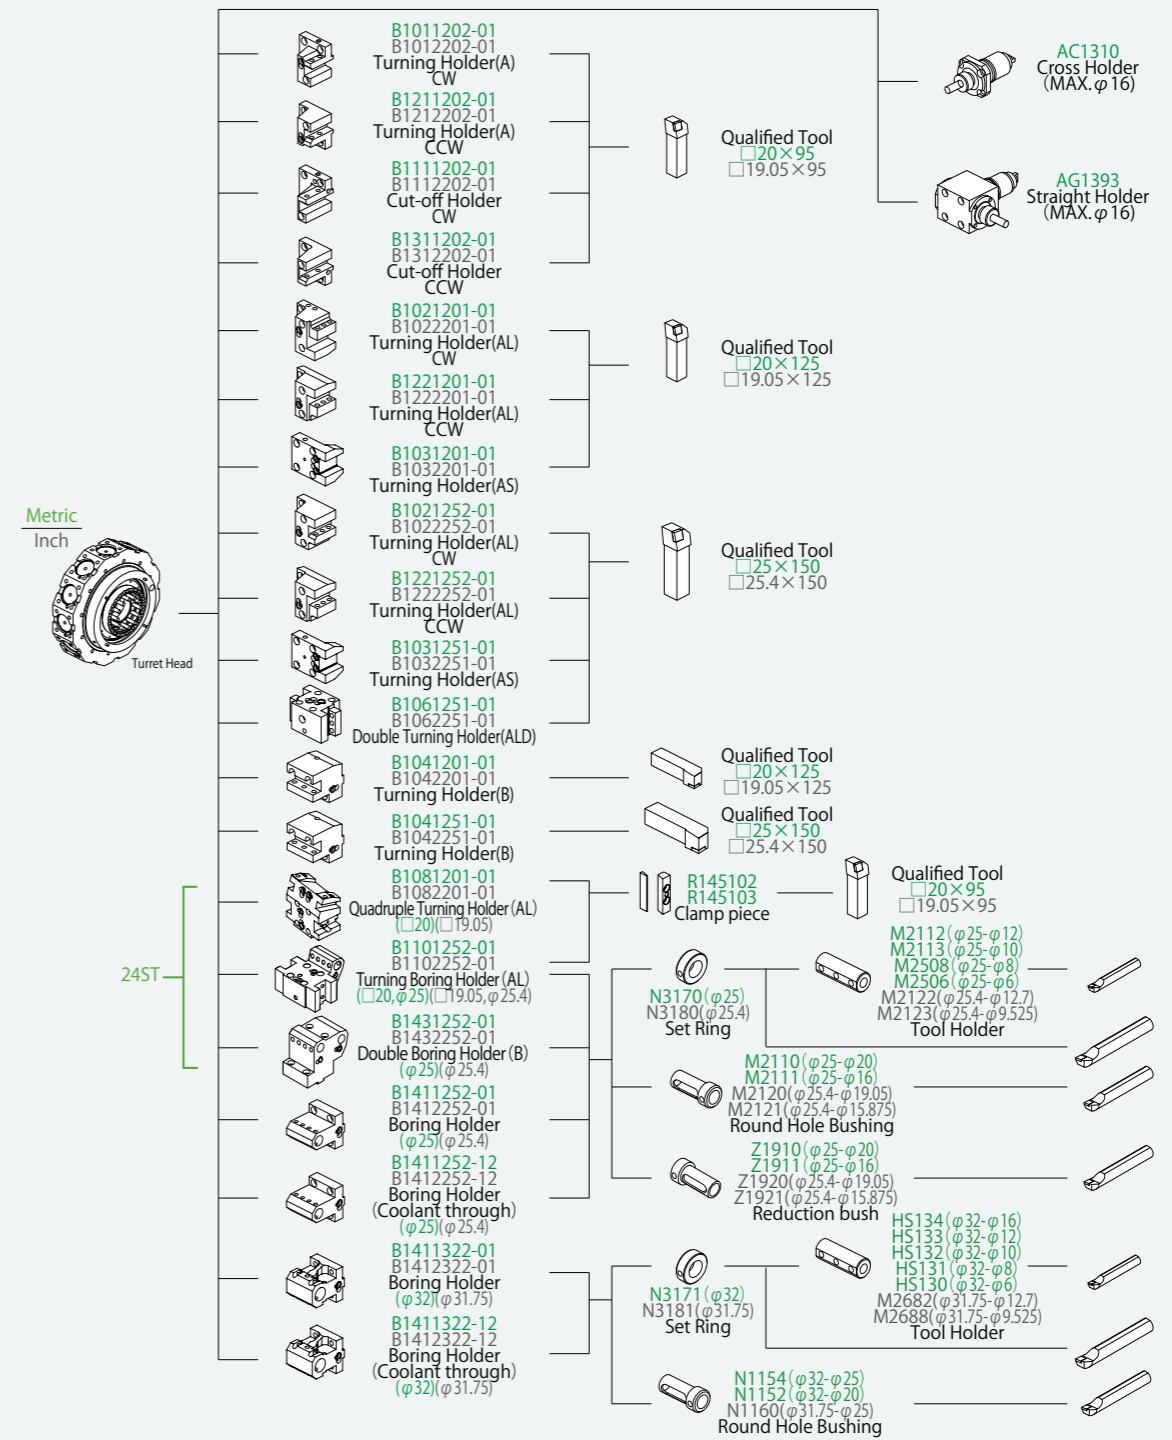 B1011202-01
B1012202-01
Turning Holder(A)
CW
B1211202-01
B1212202-01
Turning Holder(A)
CCW
B1111202-01
B1112202-01
Cut-off Holder
CW
B1311202-01
B1312202-01
Cut-off Holder
CCW
Qualified Tool
□20×95
□19.05×95
AC1310
Cross Holder
(MAX.φ16)
AG1393
Straight Holder
(MAX.φ16)
B1021201-01
B1022201-01
Turning Holder(AL)
CW
B1221201-01
B1222201-01
Turning Holder(AL)
CCW
B1031201-01
B1032201-01
Turning Holder(AS)
Qualified Tool
□20×125
□19.05×125
Metric
Inch
Turret Head
B1021252-01
B1022252-01
Turning Holder(AL)
CW
B1221252-01
B1222252-01
Turning Holder(AL)
CCW
B1031251-01
B1032251-01
Turning Holder(AS)
B1061251-01
B1062251-01
Double Turning Holder(ALD)
Qualified Tool
□25×150
□25.4×150
B1041201-01
B1042201-01
Turning Holder(B)
Qualified Tool
□20×125
□19.05×125
B1041251-01
B1042251-01
Turning Holder(B)
Qualified Tool
□25×150
□25.4×150
24ST
B1081201-01
B1082201-01
Quadruple Turning Holder(AL)
(□20)(□19.05)
R145102
R145103
Clamp piece
Qualified Tool
□20×95
□19.05×95
B1101252-01
B1102252-01
Turning Boring Holder(AL)
(□20,φ25)(□19.05,φ25.4)
B1431252-01
B1432252-01
Double Boring Holder(B)
(φ25)(φ25.4)
B1411252-01
B1412252-01
Boring Holder
(φ25)(φ25.4)
B1411252-12
B1412252-12
Boring Holder
(Coolant through)
(φ25)(φ25.4)
N3170(φ25)
N3180(φ25.4)
Set Ring
M2112(φ25-φ12)
M2113(φ25-φ10)
M2508(φ25-φ8)
M2506(φ25-φ6)
M2122(φ25.4-φ12.7)
M2123(φ25.4-φ9.525)
Tool Holder
M2110(φ25-φ20)
M2111(φ25-φ16)
M2120(φ25.4-φ19.05)
M2121(φ25.4-φ15.875)
Round Hole Bushing
Z1910(φ25-φ20)
Z1911(φ25-φ16)
Z1920(φ25.4-φ19.05)
Z1921(φ25.4-φ15.875)
Reduction bush
B1411322-01
B1412322-01
Boring Holder
(φ32)(φ31.75)
B1411322-12
B1412322-12
Boring Holder
(Coolant through)
(φ32)(φ31.75)
N3171(φ32)
N3181(φ31.75)
Set Ring
HS134(φ32-φ16)
HS133(φ32-φ12)
HS132(φ32-φ10)
HS131(φ32-φ8)
HS130(φ32-φ6)
M2682(φ31.75-φ12.7)
M2688(φ31.75-φ9.525)
Tool Holder
N1154(φ32-φ25)
N1152(φ32-φ20)
N1160(φ31.75-φ25)
Round Hole Bushing